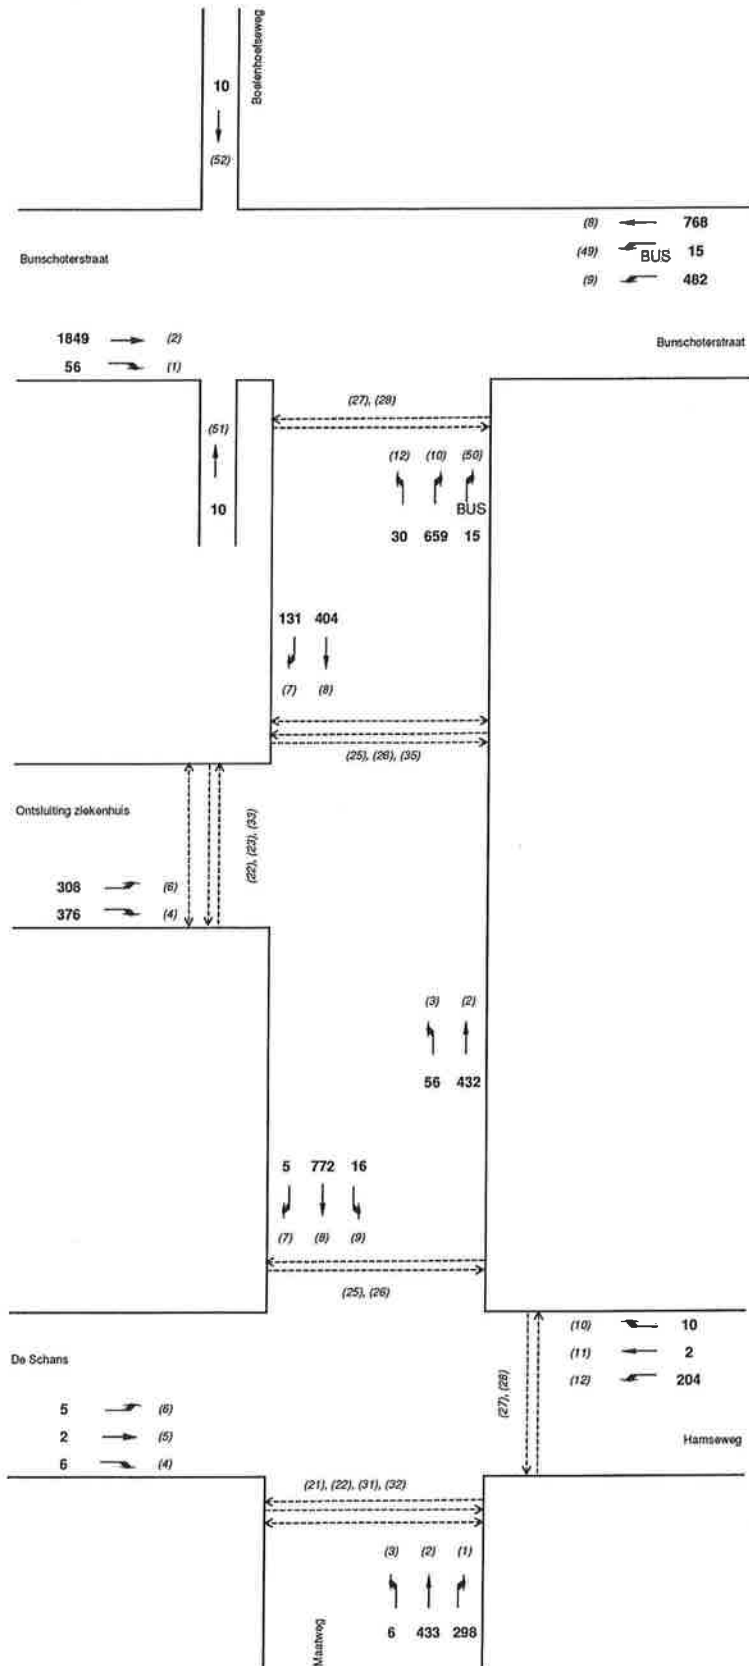 Boelenhoefseweg
10
(52)
(8) 768
Bunschoterstraat
(49) BUS 15
(9) 482
1849 (2)
Bunschoterstraat
56 (1)
(27), (28)
(51)
(12) (10) (50)
BUS
10
30 659 15
131 404
(7) (8)
(25), (26), (35)
Ontsluiting ziekenhuis
(22), (23), (33)
308 (6)
376 (4)
(3) (2)
56 432
5 772 16
(7) (8) (9)
(25), (26)
(10) 10
(11) 2
De Schans
(12) 204
(27), (28)
5 (6)
2 (5)
Hamseweg
6 (4)
(21), (22), (31), (32)
(3) (2) (1)
Maatweg
6 433 298